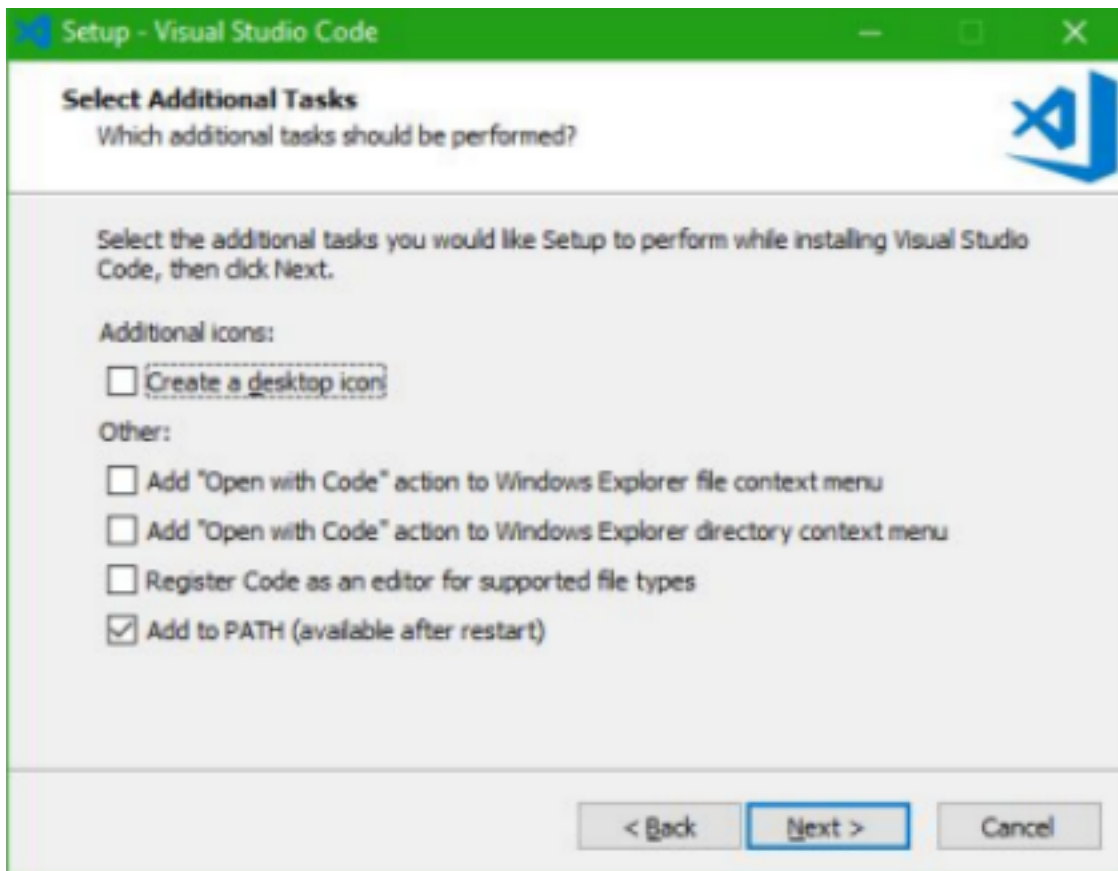 Setup - Visual Studio Code
Select Additional Tasks
Which additional tasks should be performed?
Select the additional tasks you would like Setup to perform while installing Visual Studio
Code, then click Next.
Additional icons:
Create a desktop icon
Other:
Add "Open with Code" action to Windows Explorer file context menu
Add "Open with Code" action to Windows Explorer directory context menu
Register Code as an editor for supported file types
Add to PATH (available after restart)
< Back Next > Cancel